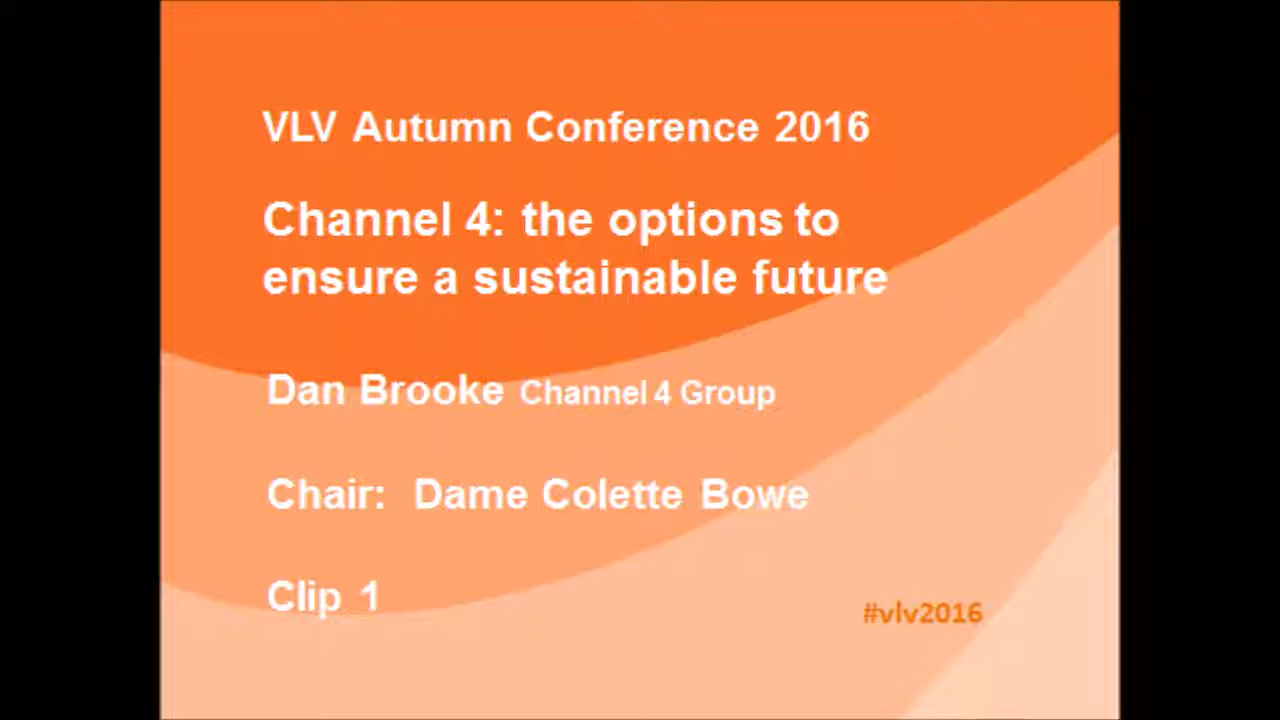 VLV Autumn Conference 2016
Channel 4: the options to
ensure a sustainable future
Dan Brooke Channel 4 Group
Chair: Dame Colette Bowe
Clip 1
#vlv2016